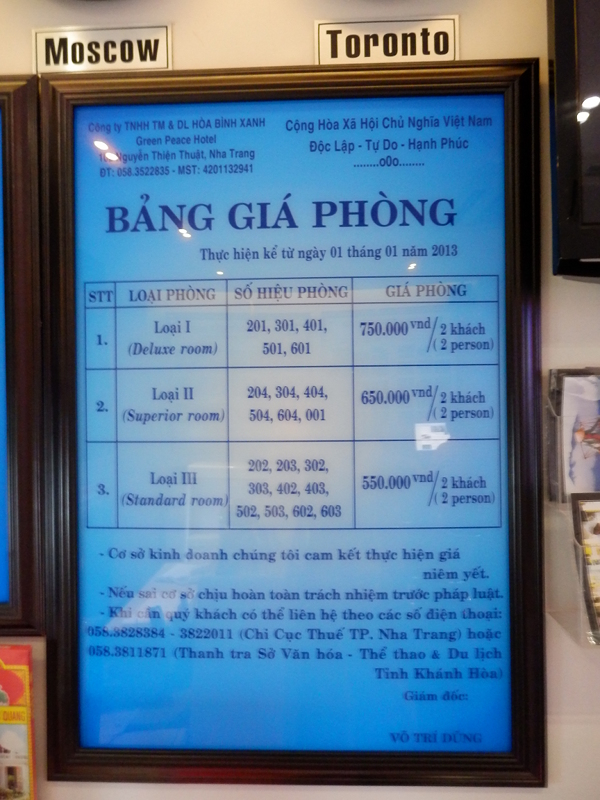 Moscow
Toronto
Công ty TNHH TM & DL HÒA BÌNH XANH
Green Peace Hotel
Nguyễn Thiện Thuật, Nha Trang
ĐT: 058.3522835 - MST: 4201132941
Cộng Hòa Xã Hội Chủ Nghĩa Việt Nam
Độc Lập - Tự Do - Hạnh Phúc
........o0o........
BẢNG GIÁ PHÒNG
Thực hiện kể từ ngày 01 tháng 01 năm 2013
STT LOẠI PHÒNG SỐ HIỆU PHÒNG GIÁ PHÒNG
1. Loại I (Deluxe room) 201, 301, 401, 501, 601 750.000 vnđ/ 2 khách /( 2 person)
2. Loại II (Superior room) 204, 304, 404, 504, 604, 001 650.000 vnđ/ 2 khách ( 2 person)
3. Loại III (Standard room) 202, 203, 302, 303, 402, 403, 502, 503, 602, 603 550.000 vnđ/ 2 khách /( 2 person)
- Cơ sở kinh doanh chúng tôi cam kết thực hiện giá
niêm yết.
- Nếu sai cơ sở chịu hoàn toàn trách nhiệm trước pháp luật.
- Khi cần quý khách có thể liên hệ theo các số điện thoại:
058.3828384 - 3822011 (Chi Cục Thuế TP. Nha Trang) hoặc
058.3811871 (Thanh tra Sở Văn hóa - Thể thao & Du lịch
Tỉnh Khánh Hòa)
Giám đốc:
VÕ TRÍ DŨNG
QUANG